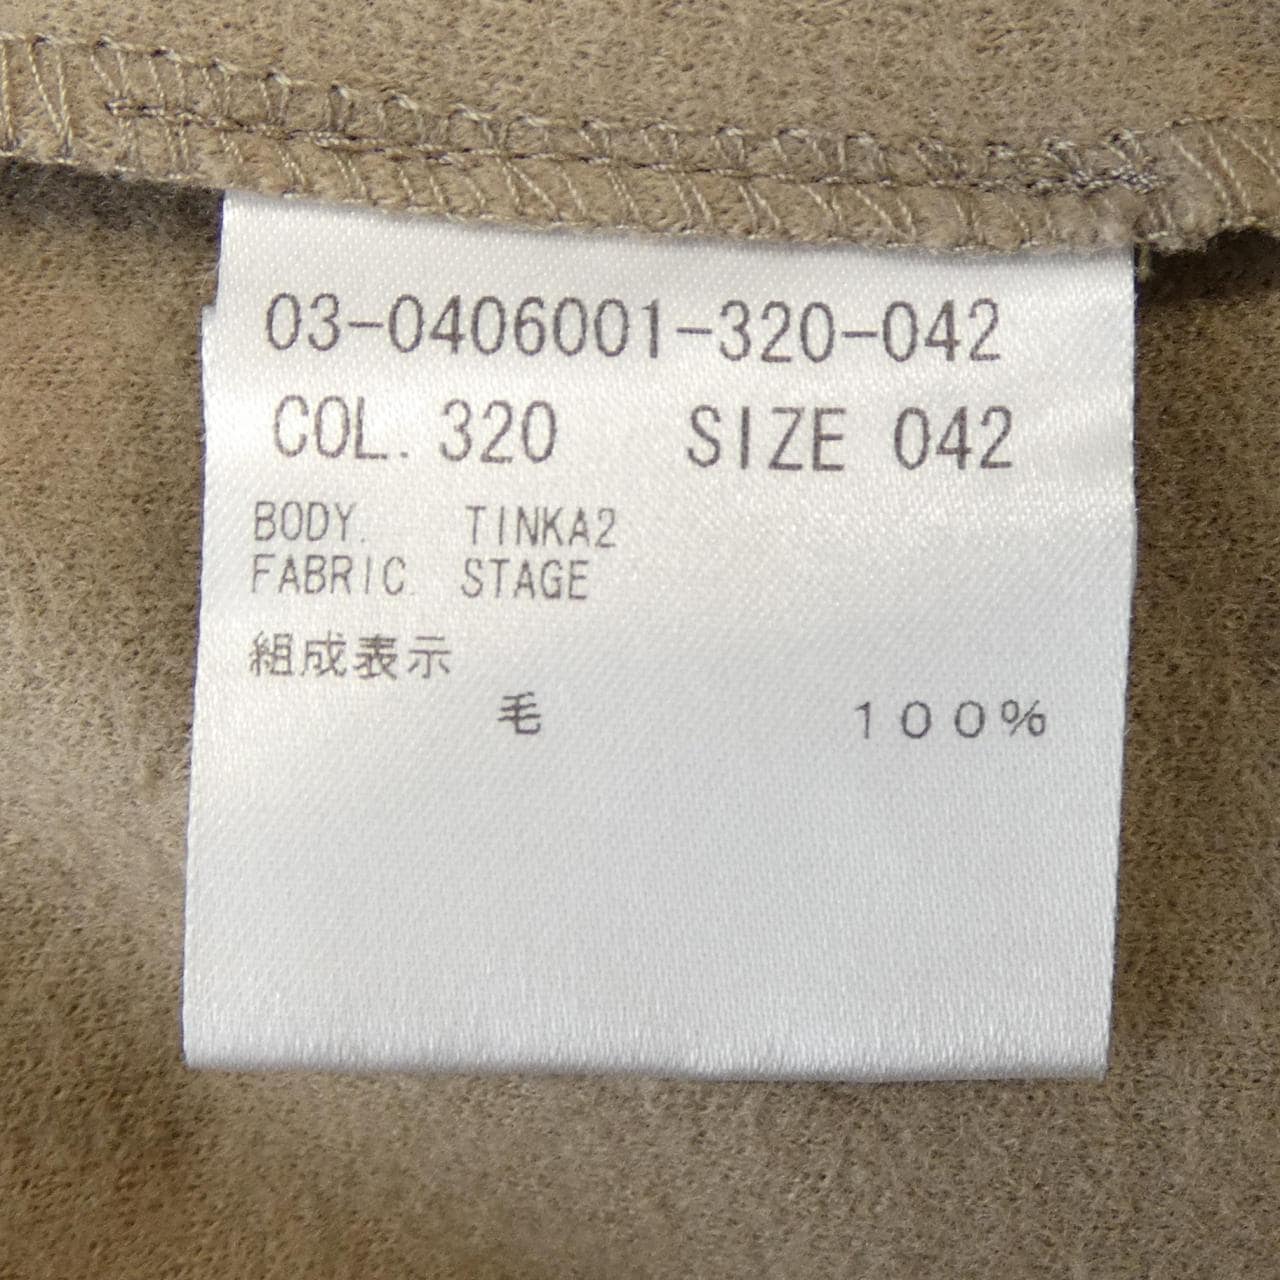 03-0406001-320-042
COL. 320 SIZE 042
BODY. TINKA2
FABRIC. STAGE
組成表示
毛 100%